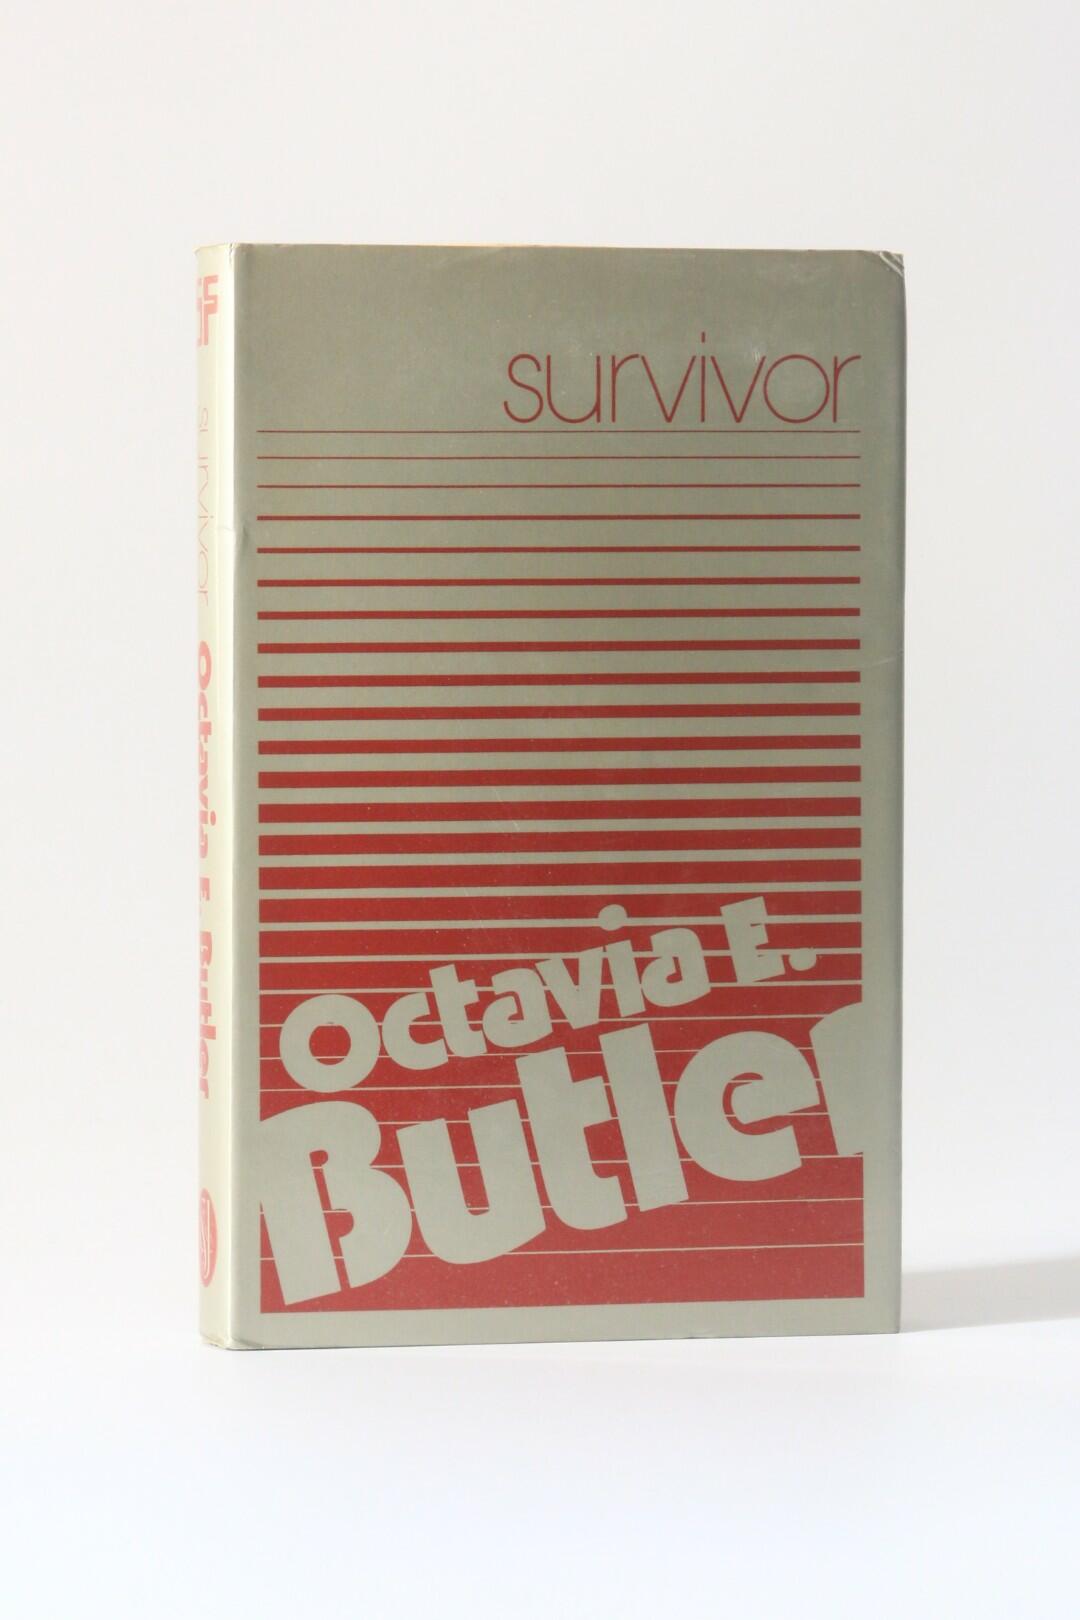 survivor
Octavia E.
Butler
SF
survivor Octavia E. Butler